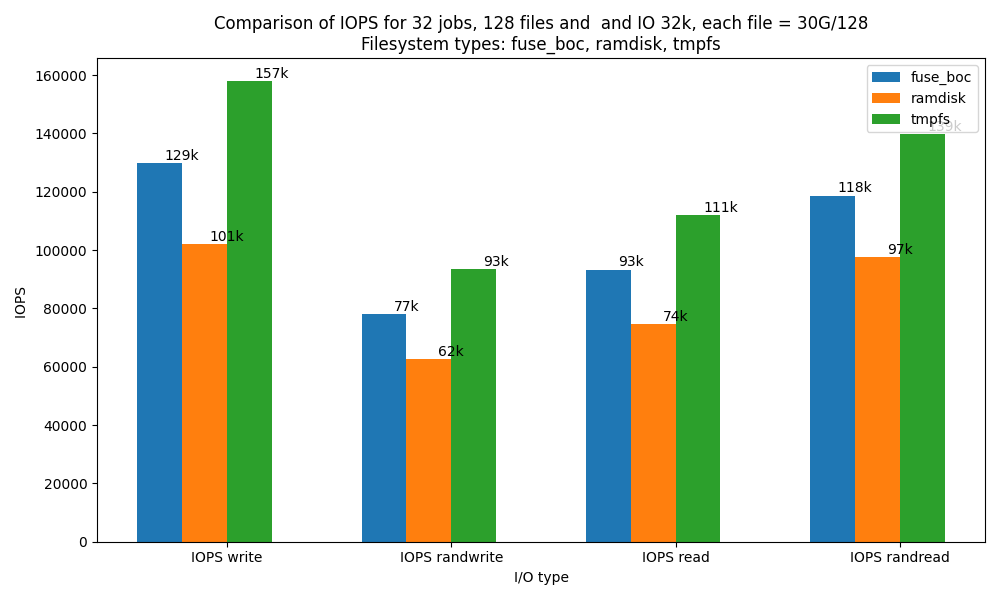 Comparison of IOPS for 32 jobs, 128 files and  and IO 32k, each file = 30G/128
Filesystem types: fuse_boc, ramdisk, tmpfs
fuse_boc
ramdisk
tmpfs
IOPS
160000
140000
120000
100000
80000
60000
40000
20000
0
129k
101k
157k
77k
62k
93k
93k
74k
111k
118k
97k
139k
IOPS write
IOPS randwrite
IOPS read
IOPS randread
I/O type